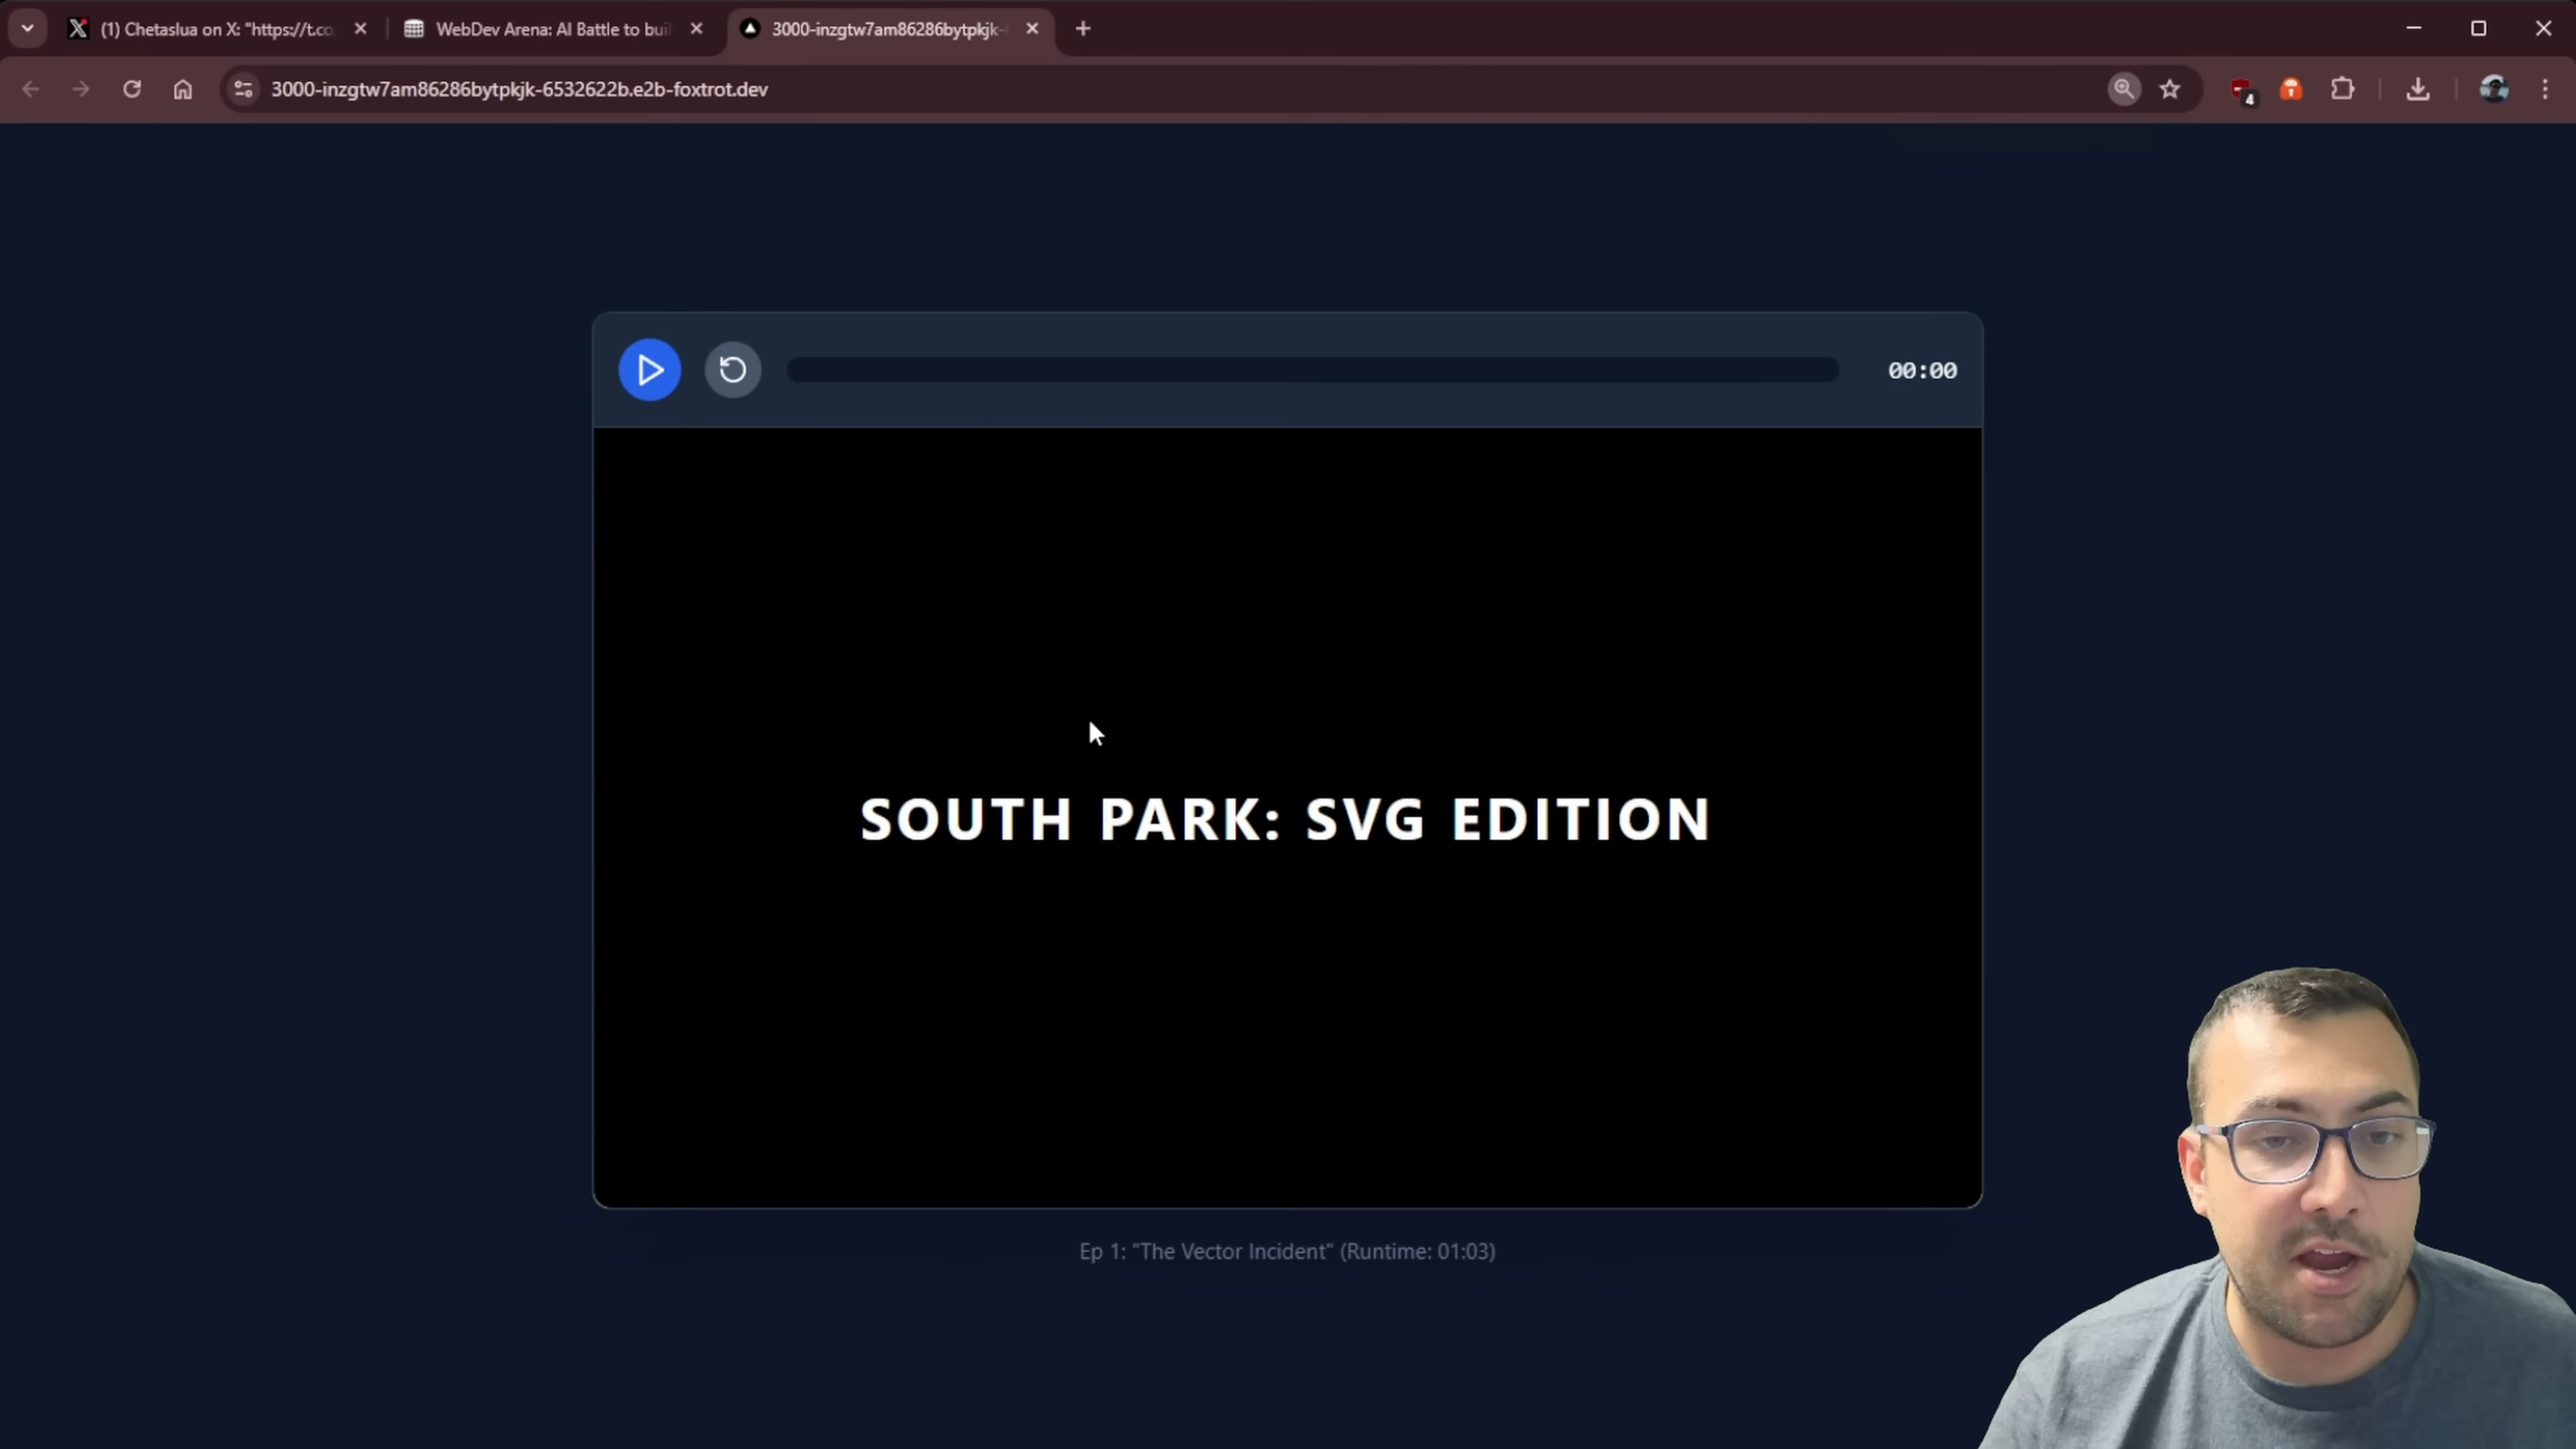 (1) Chetaslua on X: "https://t.co
WebDev Arena: AI Battle to bui
3000-inzgtw7am86286bytpkjk-
3000-inzgtw7am86286bytpkjk-6532622b.e2b-foxtrot.dev
4
00:00
SOUTH PARK: SVG EDITION
Ep 1: "The Vector Incident" (Runtime: 01:03)